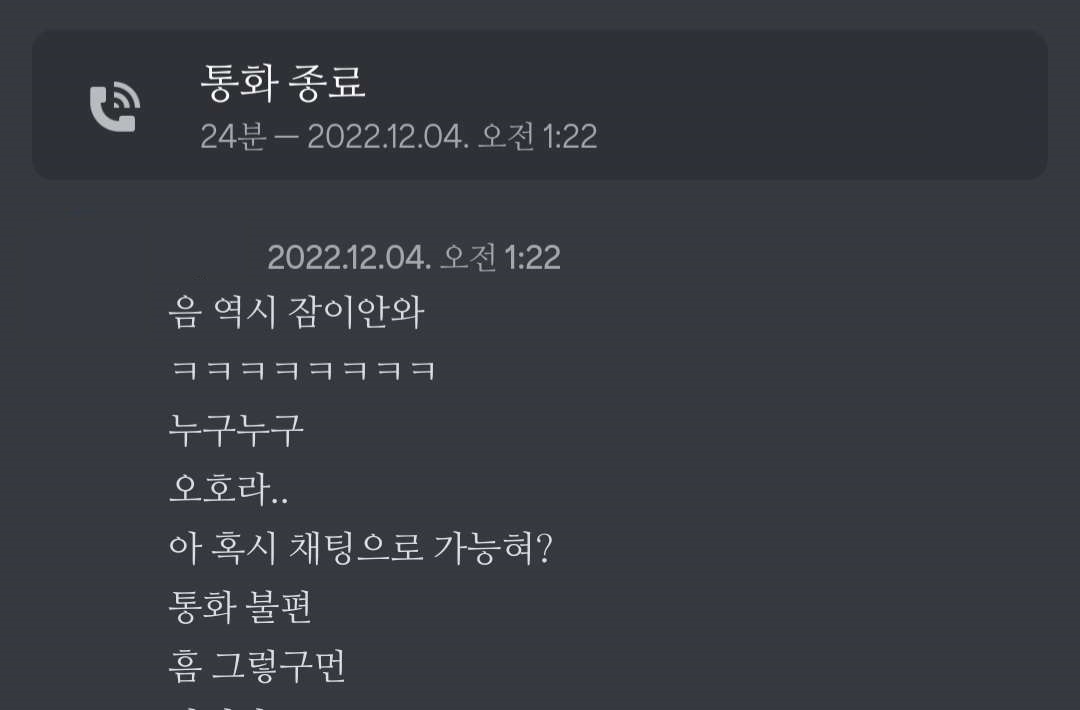 통화 종료
24분 — 2022.12.04. 오전 1:22
2022.12.04. 오전 1:22
음 역시 잠이안와
ㅋㅋㅋㅋㅋㅋㅋㅋ
누구누구
오호라..
아 혹시 채팅으로 가능혀?
통화 불편
흠 그렇구먼